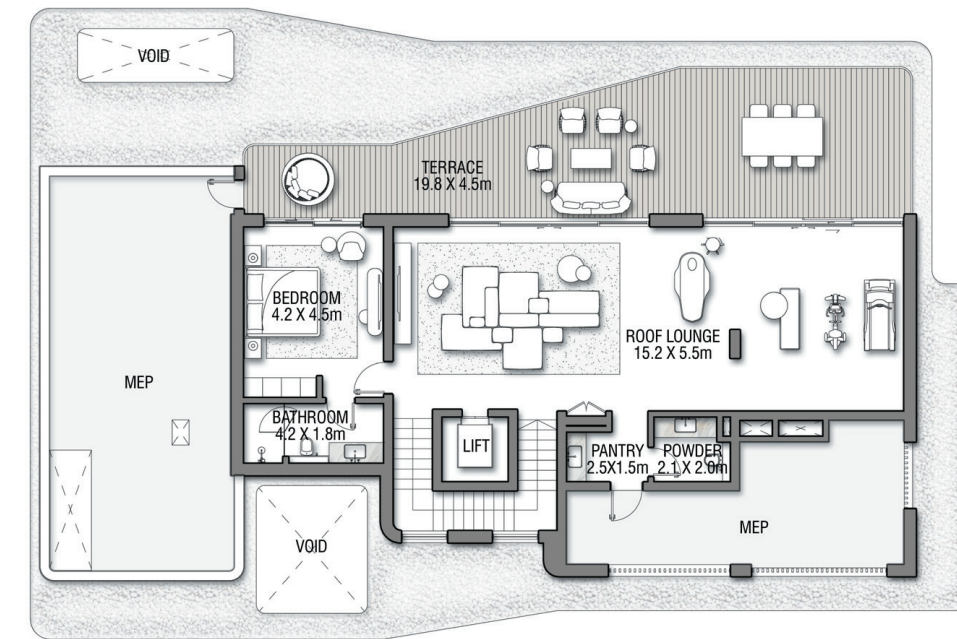 VOID
TERRACE
19.8 X 4.5m
BEDROOM
4.2 X 4.5m
ROOF LOUNGE
15.2 X 5.5m
MEP
BATHROOM
4.2 X 1.8m
LIFT
PANTRY
2.5X1.5m
POWDER
2.1 X 2.0m
MEP
VOID